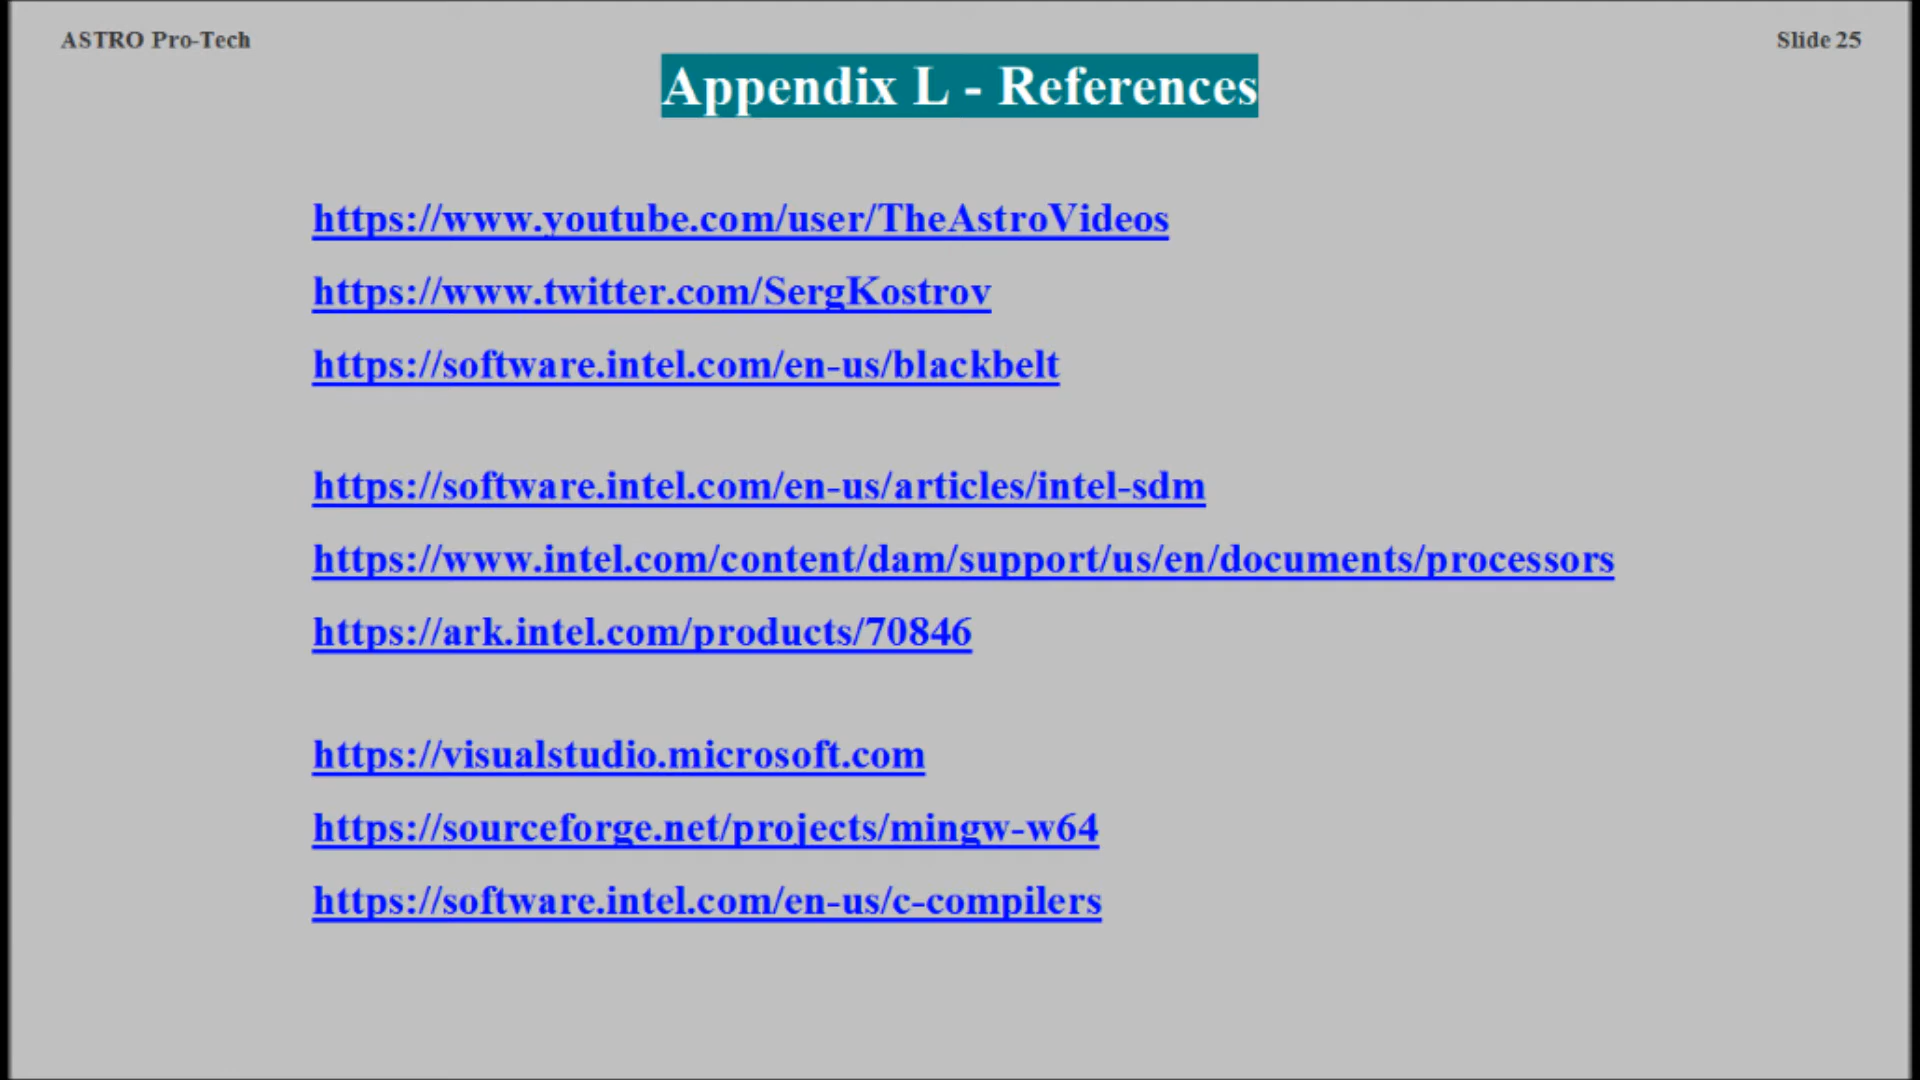 ASTRO Pro-Tech
Slide 25
Appendix L - References
https://www.youtube.com/user/TheAstroVideos
https://www.twitter.com/SergKostrov
https://software.intel.com/en-us/blackbelt
https://software.intel.com/en-us/articles/intel-sdm
https://www.intel.com/content/dam/support/us/en/documents/processors
https://ark.intel.com/products/70846
https://visualstudio.microsoft.com
https://sourceforge.net/projects/mingw-w64
https://software.intel.com/en-us/c-compilers